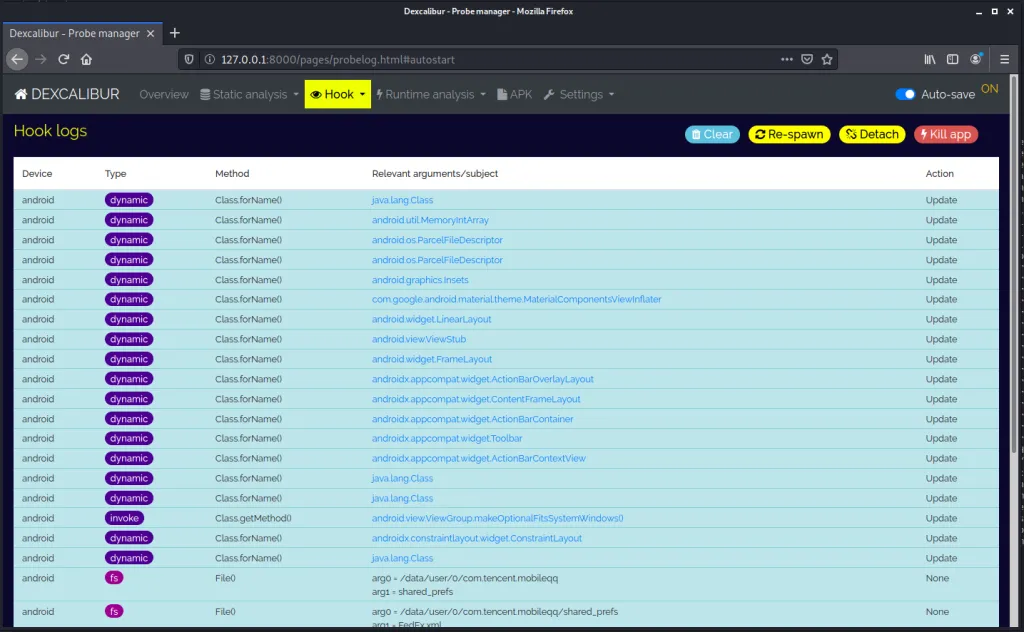 Dexcalibur - Probe manager - Mozilla Firefox
Dexcalibur - Probe manager
127.0.0.1:8000/pages/probelog.html#autostart
DEXCALIBUR Overview Static analysis Hook Runtime analysis APK Settings Auto-save ON
Hook logs Clear Re-spawn Detach Kill app
Device Type Method Relevant arguments/subject Action
android dynamic Class.forName() java.lang.Class Update
android dynamic Class.forName() android.util.MemoryIntArray Update
android dynamic Class.forName() android.os.ParcelFileDescriptor Update
android dynamic Class.forName() android.os.ParcelFileDescriptor Update
android dynamic Class.forName() android.graphics.Insets Update
android dynamic Class.forName() com.google.android.material.theme.MaterialComponentsViewInflater Update
android dynamic Class.forName() android.widget.LinearLayout Update
android dynamic Class.forName() android.view.ViewStub Update
android dynamic Class.forName() android.widget.FrameLayout Update
android dynamic Class.forName() androidx.appcompat.widget.ActionBarOverlayLayout Update
android dynamic Class.forName() androidx.appcompat.widget.ContentFrameLayout Update
android dynamic Class.forName() androidx.appcompat.widget.ActionBarContainer Update
android dynamic Class.forName() androidx.appcompat.widget.Toolbar Update
android dynamic Class.forName() androidx.appcompat.widget.ActionBarContextView Update
android dynamic Class.forName() java.lang.Class Update
android dynamic Class.forName() java.lang.Class Update
android invoke Class.getMethod() android.view.ViewGroup.makeOptionalFitsSystemWindows() Update
android dynamic Class.forName() androidx.constraintlayout.widget.ConstraintLayout Update
android dynamic Class.forName() java.lang.Class Update
android fs File() arg0 = /data/user/0/com.tencent.mobileqq None
arg1 = shared_prefs
android fs File() arg0 = /data/user/0/com.tencent.mobileqq/shared_prefs None
arg1 = FedEx.xml